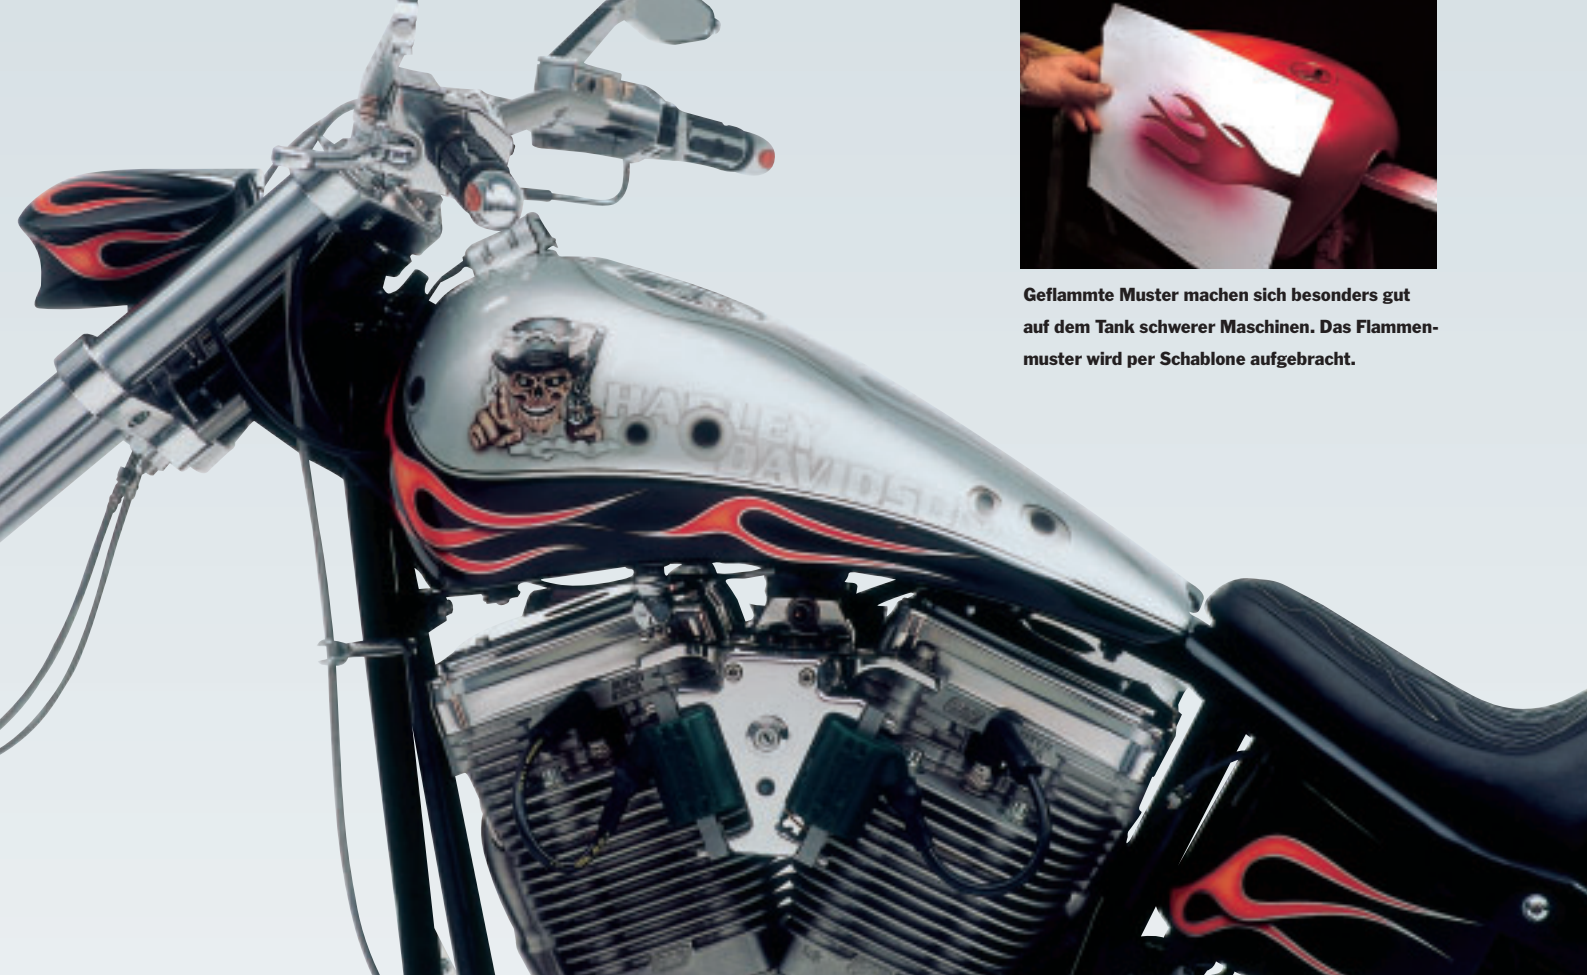 HARLEY
DAVIDSON
Geflammte Muster machen sich besonders gut
auf dem Tank schwerer Maschinen. Das Flammen-
muster wird per Schablone aufgebracht.